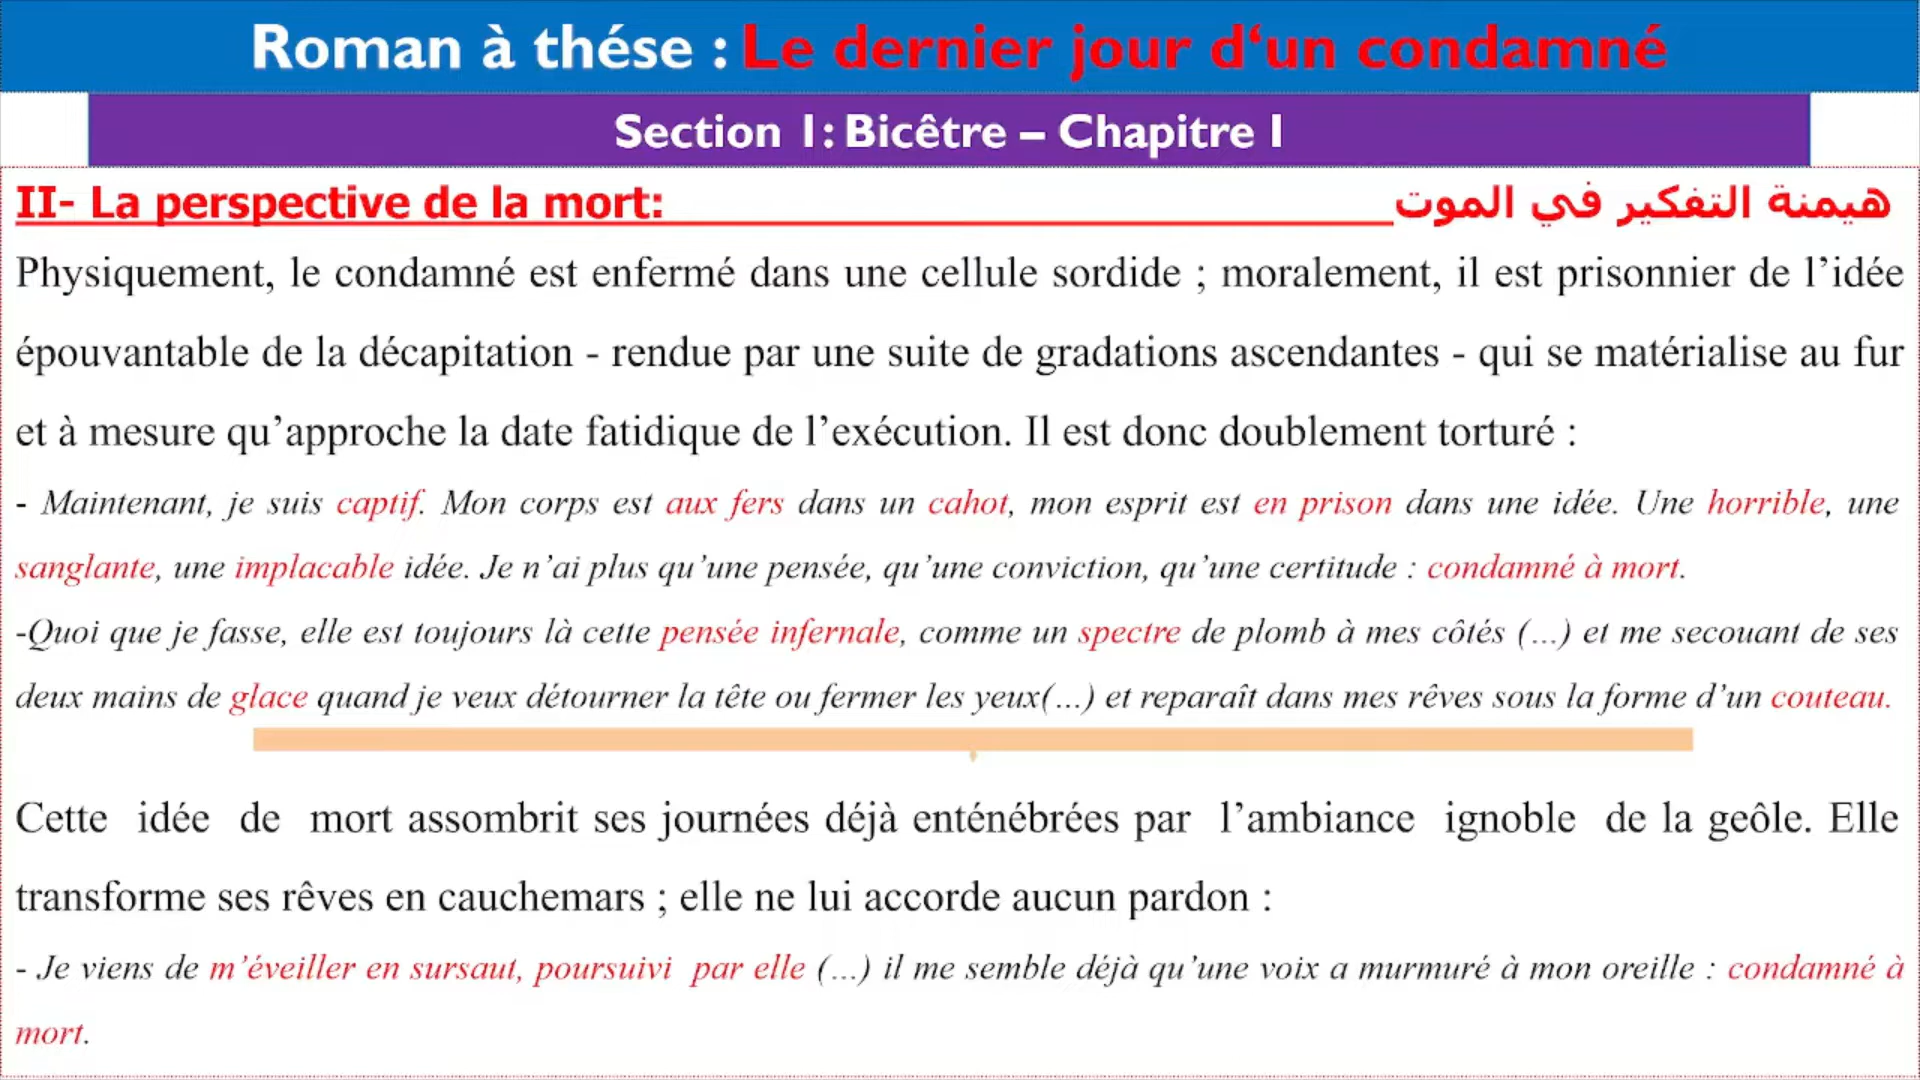 Roman à thése : Le dernier jour d‘un condamné
Section 1: Bicêtre – Chapitre I
II- La perspective de la mort: هيمنة التفكير في الموت
Physiquement, le condamné est enfermé dans une cellule sordide ; moralement, il est prisonnier de l’idée
épouvantable de la décapitation - rendue par une suite de gradations ascendantes - qui se matérialise au fur
et à mesure qu’approche la date fatidique de l’exécution. Il est donc doublement torturé :
- Maintenant, je suis captif. Mon corps est aux fers dans un cahot, mon esprit est en prison dans une idée. Une horrible, une
sanglante, une implacable idée. Je n’ai plus qu’une pensée, qu’une conviction, qu’une certitude : condamné à mort.
-Quoi que je fasse, elle est toujours là cette pensée infernale, comme un spectre de plomb à mes côtés (...) et me secouant de ses
deux mains de glace quand je veux détourner la tête ou fermer les yeux(...) et reparaît dans mes rêves sous la forme d’un couteau.
Cette idée de mort assombrit ses journées déjà enténébrées par l’ambiance ignoble de la geôle. Elle
transforme ses rêves en cauchemars ; elle ne lui accorde aucun pardon :
- Je viens de m’éveiller en sursaut, poursuivi par elle (...) il me semble déjà qu’une voix a murmuré à mon oreille : condamné à
mort.